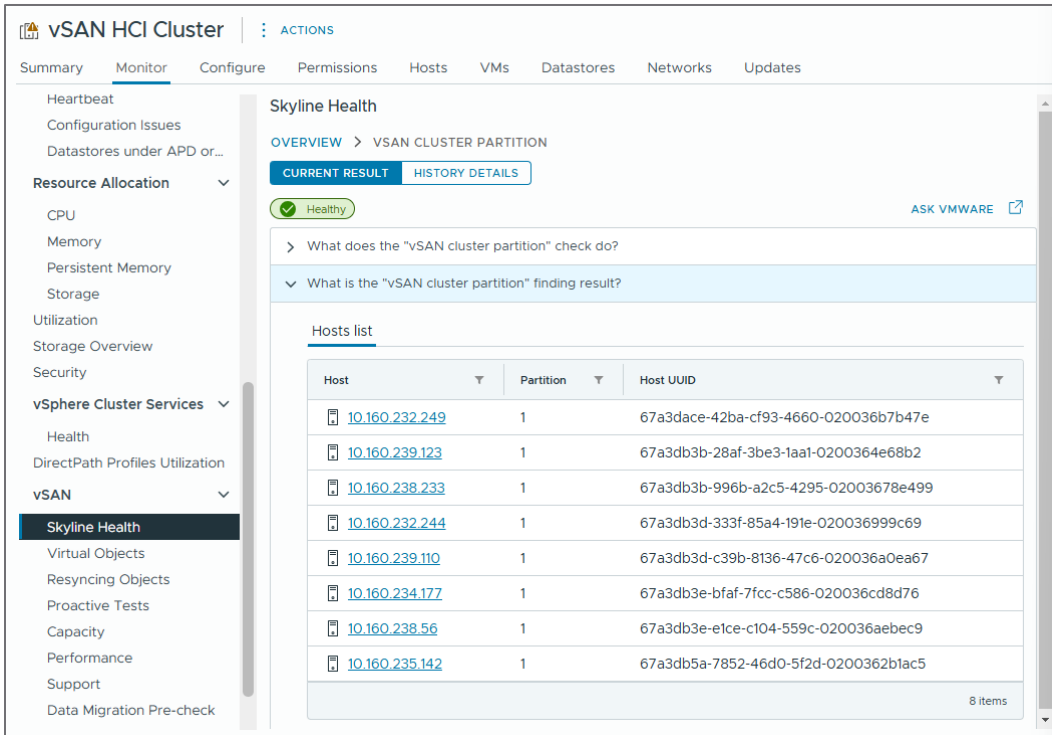 vSAN HCI Cluster ACTIONS
Summary Monitor Configure Permissions Hosts VMs Datastores Networks Updates
Heartbeat
Configuration Issues
Datastores under APD or...
Resource Allocation
CPU
Memory
Persistent Memory
Storage
Utilization
Storage Overview
Security
vSphere Cluster Services
Health
DirectPath Profiles Utilization
vSAN
Skyline Health
Virtual Objects
Resyncing Objects
Proactive Tests
Capacity
Performance
Support
Data Migration Pre-check
Skyline Health
OVERVIEW > VSAN CLUSTER PARTITION
CURRENT RESULT HISTORY DETAILS
Healthy ASK VMWARE
What does the "vSAN cluster partition" check do?
What is the "vSAN cluster partition" finding result?
Hosts list
Host Partition Host UUID
10.160.232.249 1 67a3dace-42ba-cf93-4660-020036b7b47e
10.160.239.123 1 67a3db3b-28af-3be3-1aa1-0200364e68b2
10.160.238.233 1 67a3db3b-996b-a2c5-4295-02003678e499
10.160.232.244 1 67a3db3d-333f-85a4-191e-020036999c69
10.160.239.110 1 67a3db3d-c39b-8136-47c6-020036a0ea67
10.160.234.177 1 67a3db3e-bfaf-7fcc-c586-020036cd8d76
10.160.238.56 1 67a3db3e-e1ce-c104-559c-020036aebec9
10.160.235.142 1 67a3db5a-7852-46d0-5f2d-0200362b1ac5
8 items